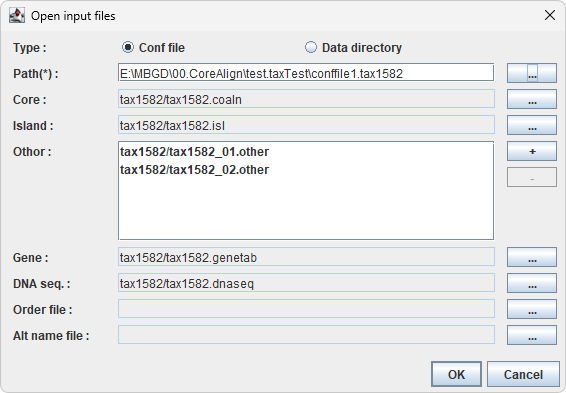 Open input files
Type : Conf file Data directory
Path(*) : E:\MBGD\00.CoreAlign\test.taxTest\conffile1.tax1582 ...
Core : tax1582/tax1582.coaln ...
Island : tax1582/tax1582.isl ...
Othor : tax1582/tax1582_01.other +
tax1582/tax1582_02.other -
Gene : tax1582/tax1582.genetab ...
DNA seq. : tax1582/tax1582.dnaseq ...
Order file : ...
Alt name file : ...
OK Cancel